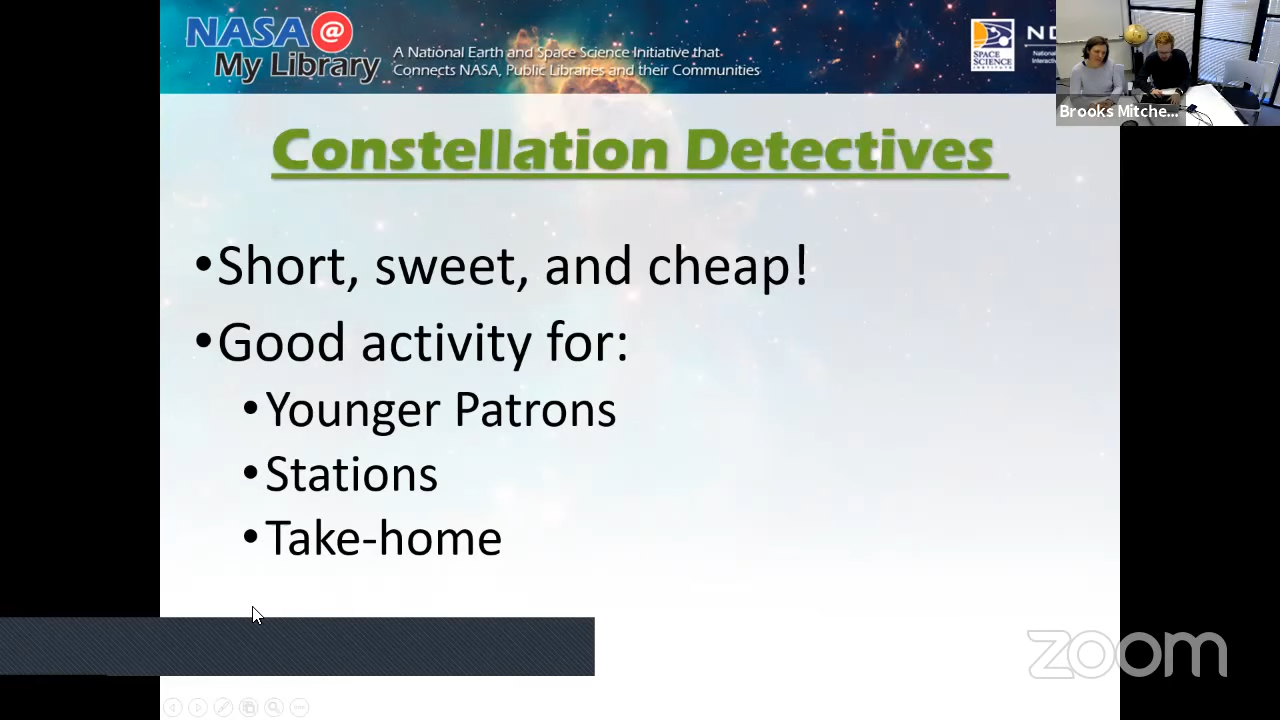 NASA@
My Library
A National Earth and Space Science Initiative that
Connects NASA, Public Libraries and their Communities
SPACE
SCIENCE
INSTITUTE
Brooks Mitche...
Constellation Detectives
•Short, sweet, and cheap!
•Good activity for:
•Younger Patrons
•Stations
•Take-home
zoom